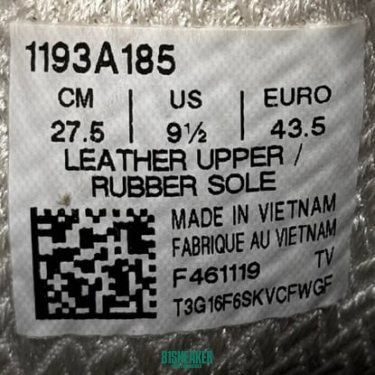 1193A185
CM | US | EURO
27.5 | 9½ | 43.5
LEATHER UPPER /
RUBBER SOLE
MADE IN VIETNAM
FABRIQUE AU VIETNAM
F461119 TV
T3G16F6SKVCFWGF
81SNEAKER